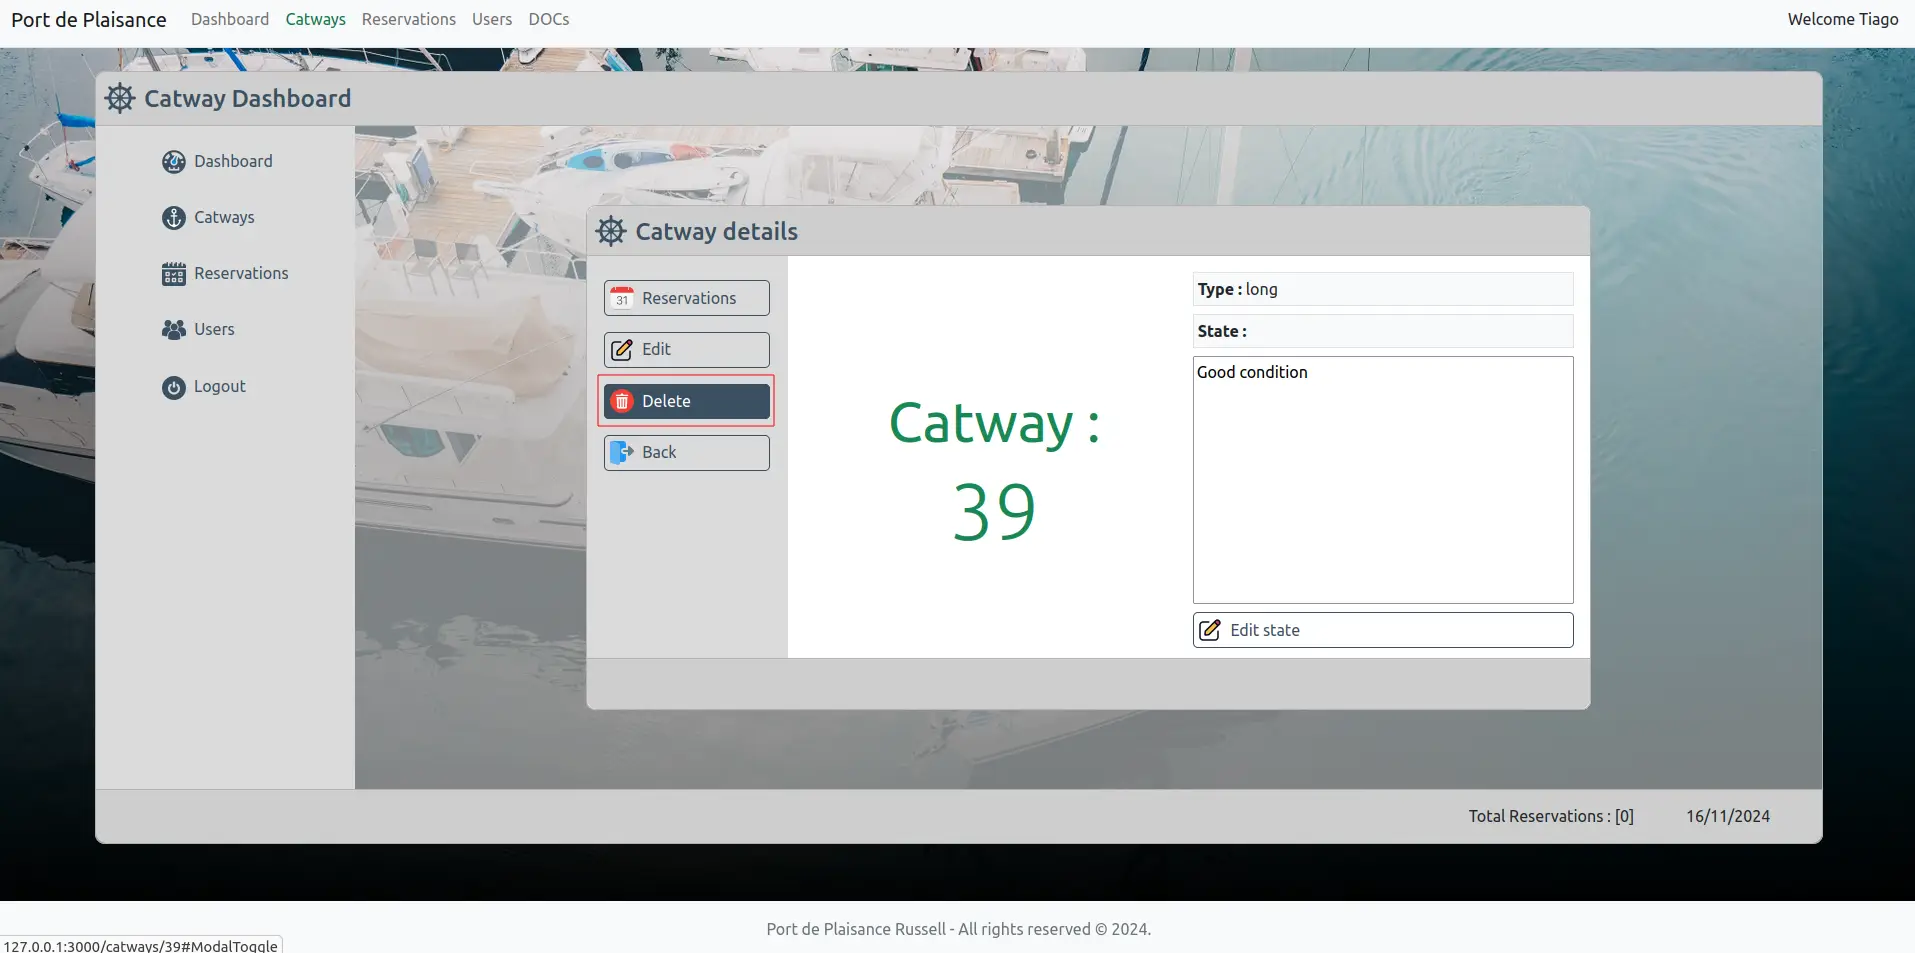 Port de Plaisance Dashboard Catways Reservations Users DOCs Welcome Tiago
Catway Dashboard
Dashboard
Catways
Reservations
Users
Logout
Catway details
31 Reservations
Edit
Delete
Back
Catway :
39
Type : long
State :
Good condition
Edit state
Total Reservations : [0] 16/11/2024
Port de Plaisance Russell - All rights reserved © 2024.
127.0.0.1:3000/catways/39#ModalToggle